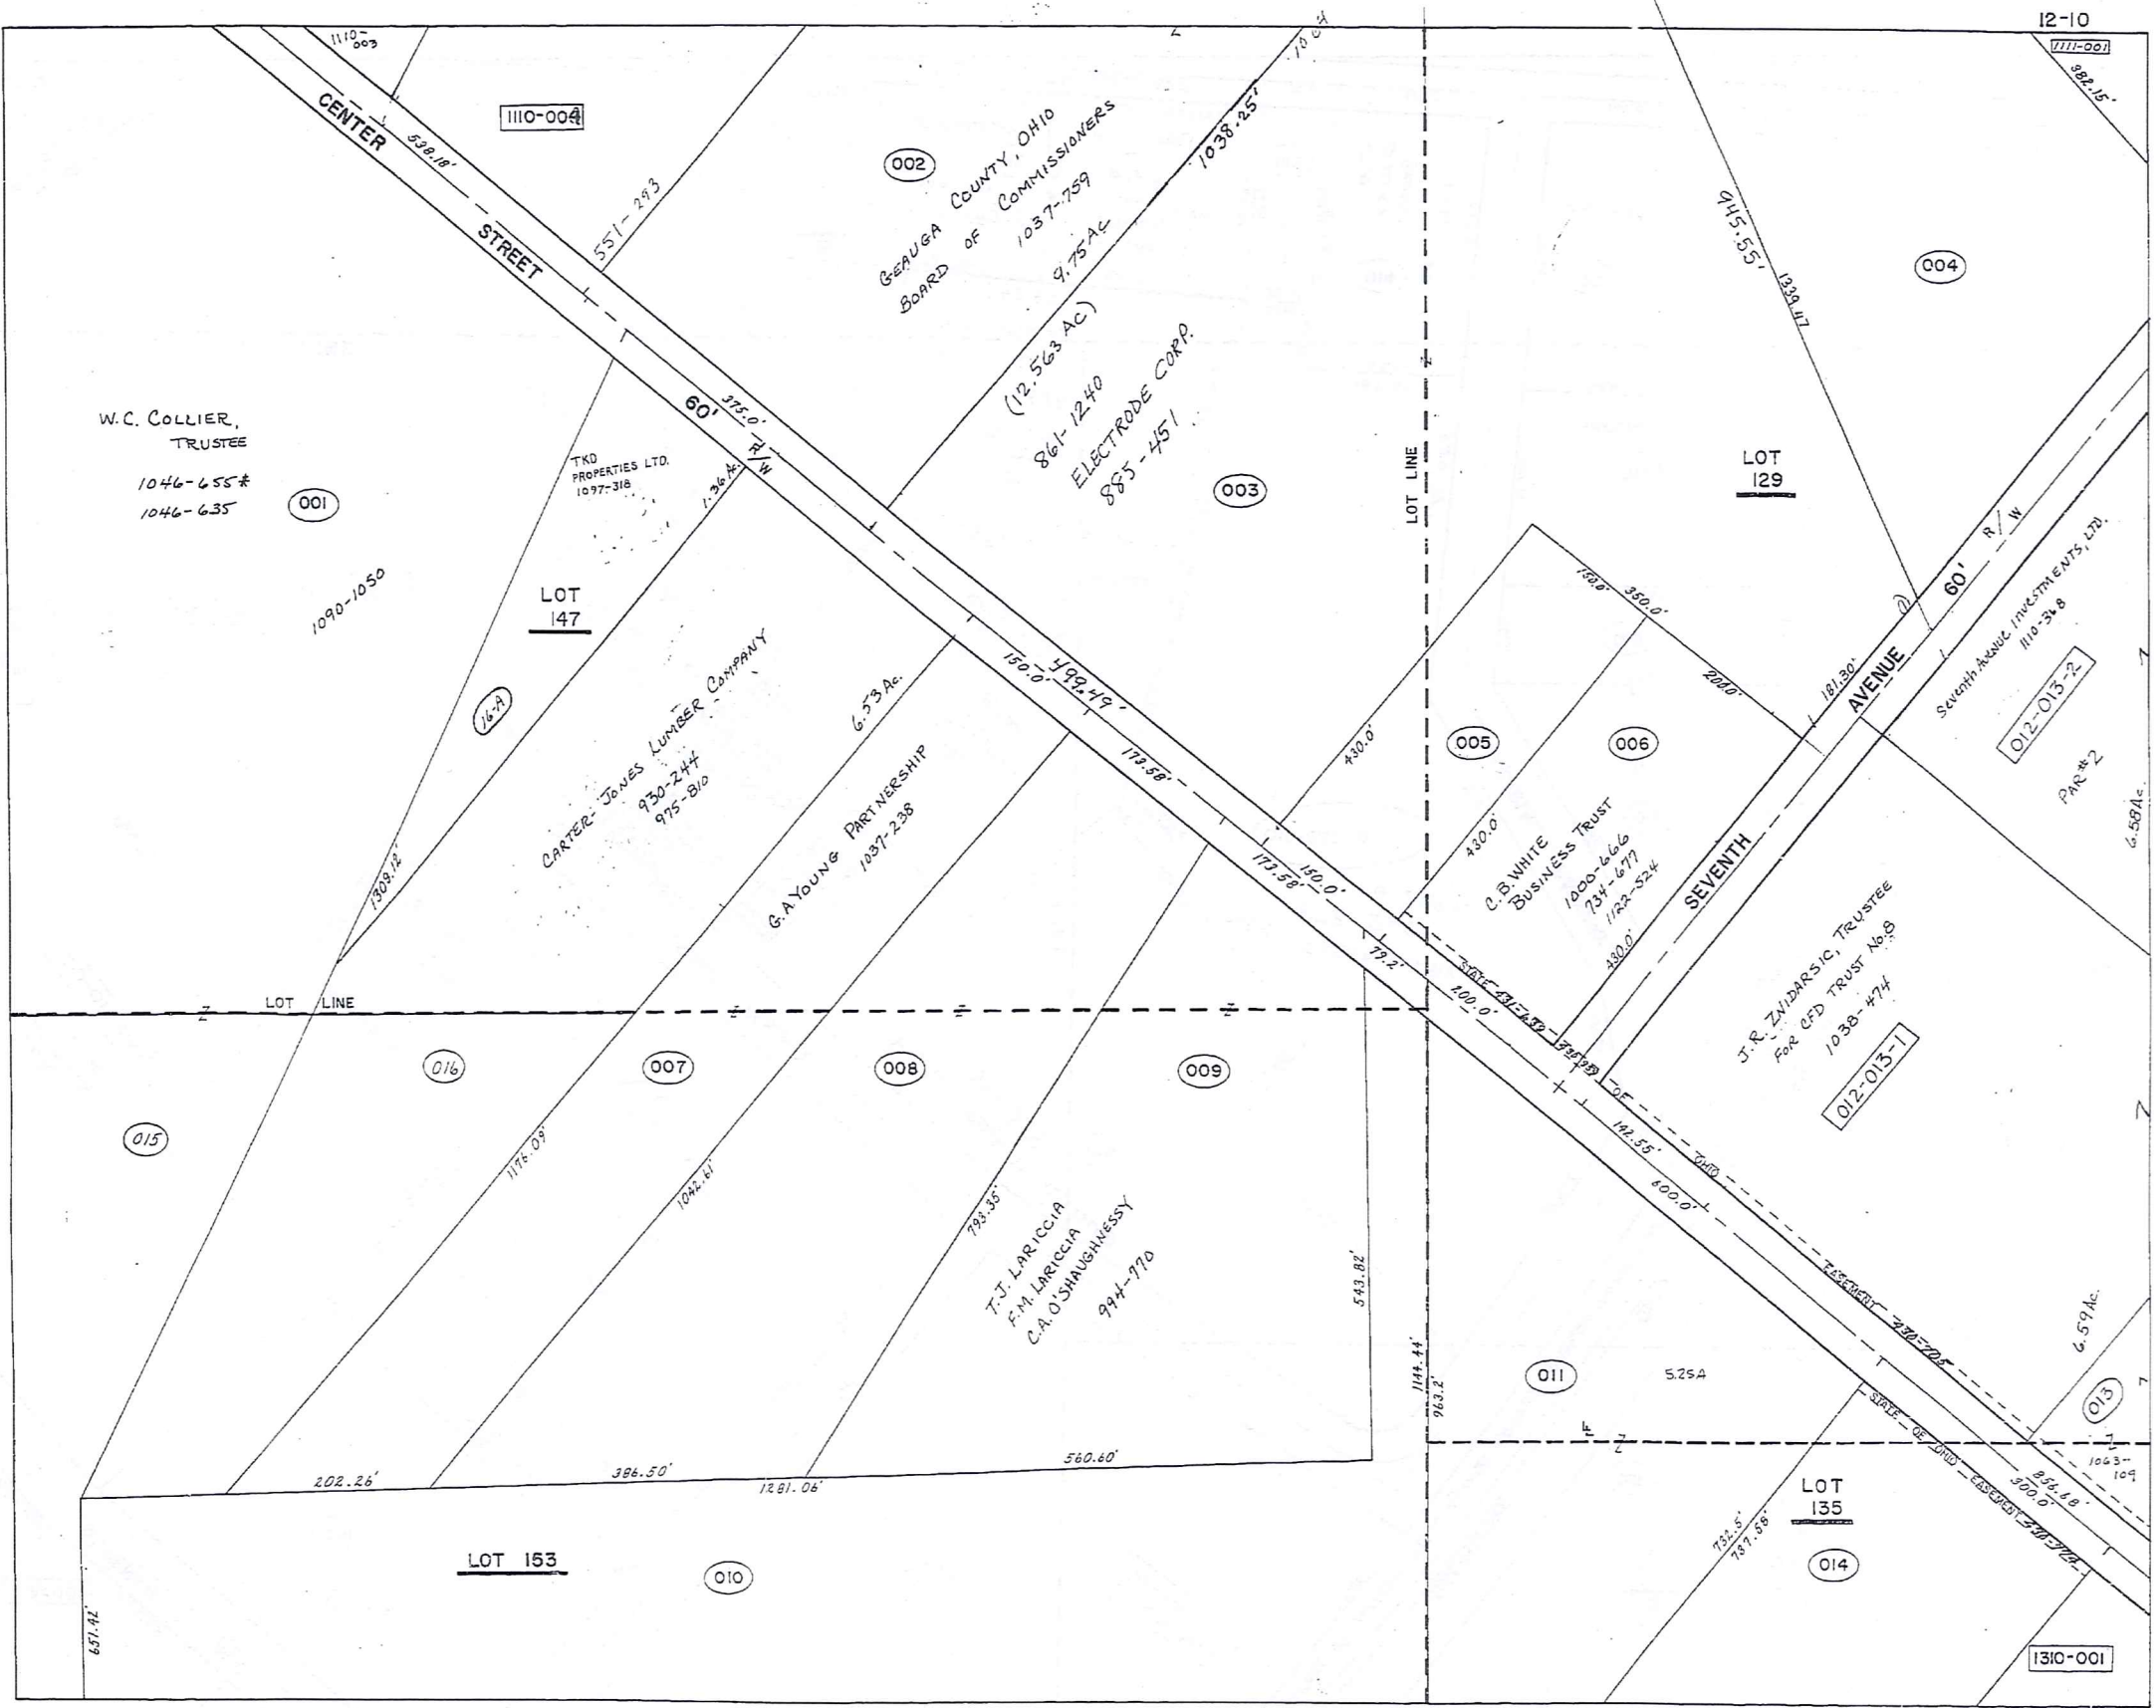 12-10
1110-
003
1111-001
382.15'
CENTER
STREET
60'
R/W
538.18'
551-293
002
GEAUGA COUNTY, OHIO
BOARD OF COMMISSIONERS
1037-759
9.75 Ac
1038.25'
(12.563 Ac)
861-1240
ELECTRODE CORP.
885-451
003
945.55'
1339.47
004
W.C. COLLIER,
TRUSTEE
1046-655*
1046-635
001
1090-1050
TKD
PROPERTIES LTD.
1097-318
1.36 Ac.
375.0'
LOT LINE
LOT
129
LOT
147
16-A
CARTER-JONES LUMBER COMPANY
930-244
975-810
6.53 Ac.
G.A. YOUNG PARTNERSHIP
1037-238
1309.12'
150.0'
499.49'
173.58'
173.58'
150.0'
79.2'
200.0'
430.0'
005
430.0'
006
150.0'
350.0'
200.0'
181.30'
C.B. WHITE
BUSINESS TRUST
1000-666
734-677
1122-524
430.0'
SEVENTH
AVENUE
60'
R/W
Seventh Avenue Investments, LTD.
1110-368
012-013-2
PAR#2
6.58 Ac.
J.R. ZNIDARSIC, TRUSTEE
FOR CFD TRUST No.8
1038-474
012-013-1
LOT LINE
015
016
007
008
009
1176.09'
1042.61'
793.35'
T.J. LARICCIA
F.M. LARICCIA
C.A. O'SHAUGHNESSY
994-770
543.82'
1144.44'
963.2'
STATE
OF
OHIO
EASEMENT
142.55'
600.0'
011
5.25A
6.59 Ac.
013
1063-
109
STATE OF OHIO EASEMENT
856.68'
300.0'
202.26'
386.50'
1281.06'
560.60'
LOT 153
010
651.42'
732.5'
737.58'
LOT
135
014
1310-001